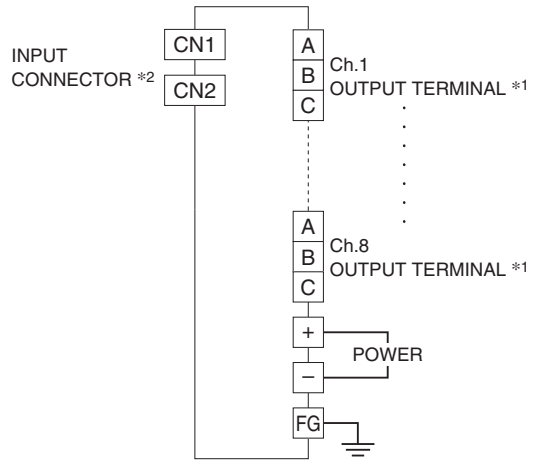 INPUT
CONNECTOR *2
CN1
CN2
A
B
C
Ch.1
OUTPUT TERMINAL *1
A
B
C
Ch.8
OUTPUT TERMINAL *1
+
−
POWER
FG